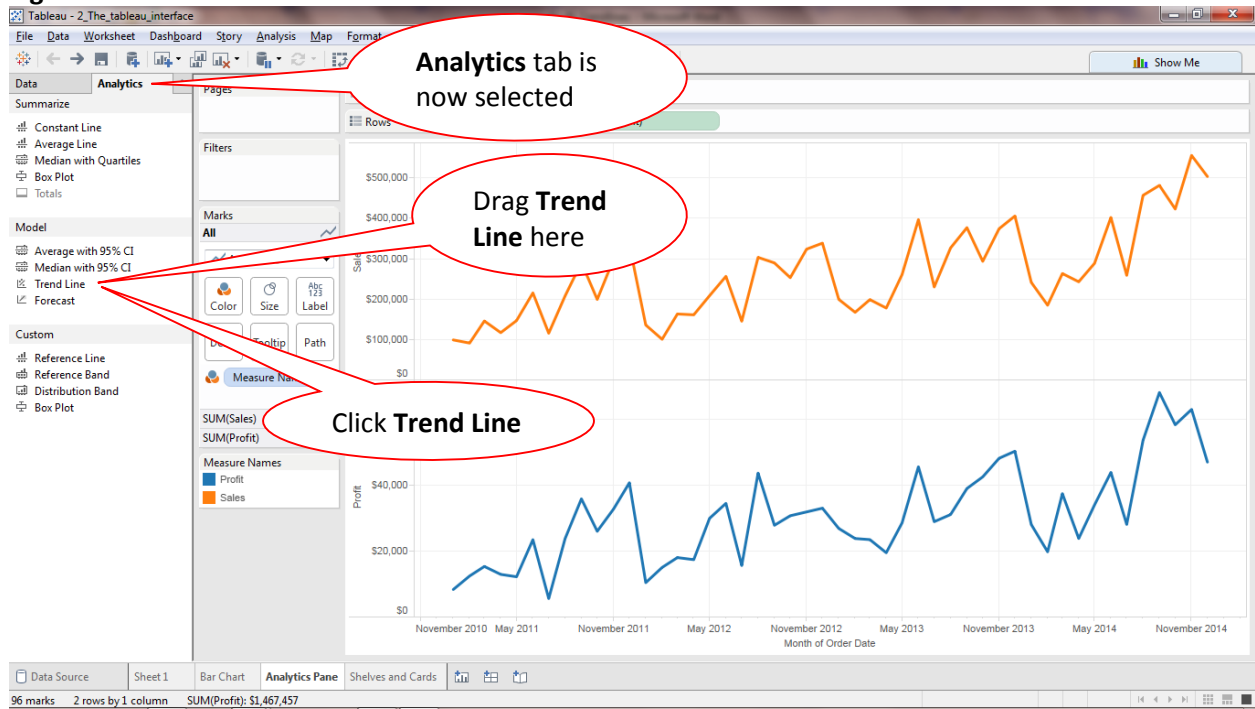 Tableau - 2_The_tableau_interface
File Data Worksheet Dashboard Story Analysis Map Format
Show Me
Data Analytics
Summarize
Constant Line
Average Line
Median with Quartiles
Box Plot
Totals
Model
Average with 95% CI
Median with 95% CI
Trend Line
Forecast
Custom
Reference Line
Reference Band
Distribution Band
Box Plot
Pages
Filters
Marks
All
Color Size Abc 123 Label
Path
Measure
SUM(Sales)
SUM(Profit)
Measure Names
Profit
Sales
Rows
Analytics tab is
now selected
Drag Trend
Line here
Click Trend Line
$500,000
$400,000
$300,000
$200,000
$100,000
$0
Profit
$40,000
$20,000
$0
November 2010 May 2011 November 2011 May 2012 November 2012 May 2013 November 2013 May 2014 November 2014
Month of Order Date
Data Source Sheet 1 Bar Chart Analytics Pane Shelves and Cards
96 marks 2 rows by 1 column SUM(Profit): $1,467,457